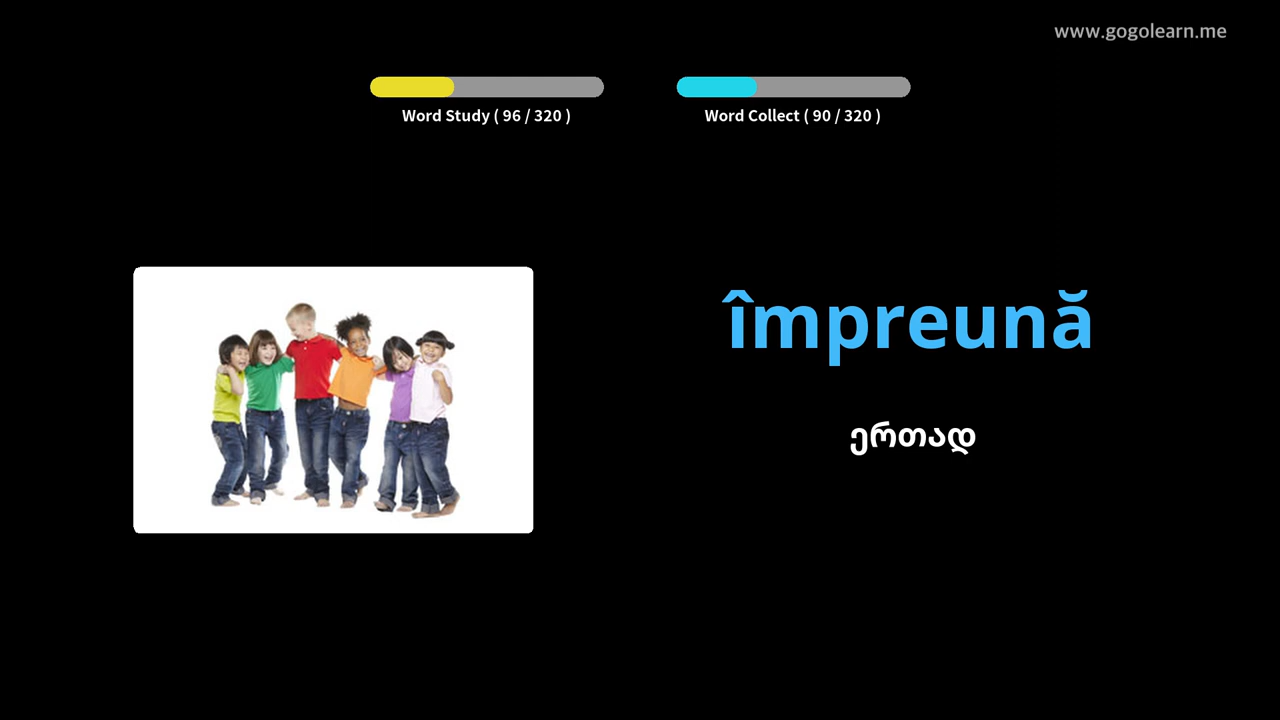 www.gogolearn.me
Word Study ( 96 / 320 )
Word Collect ( 90 / 320 )
împreună
ერთად